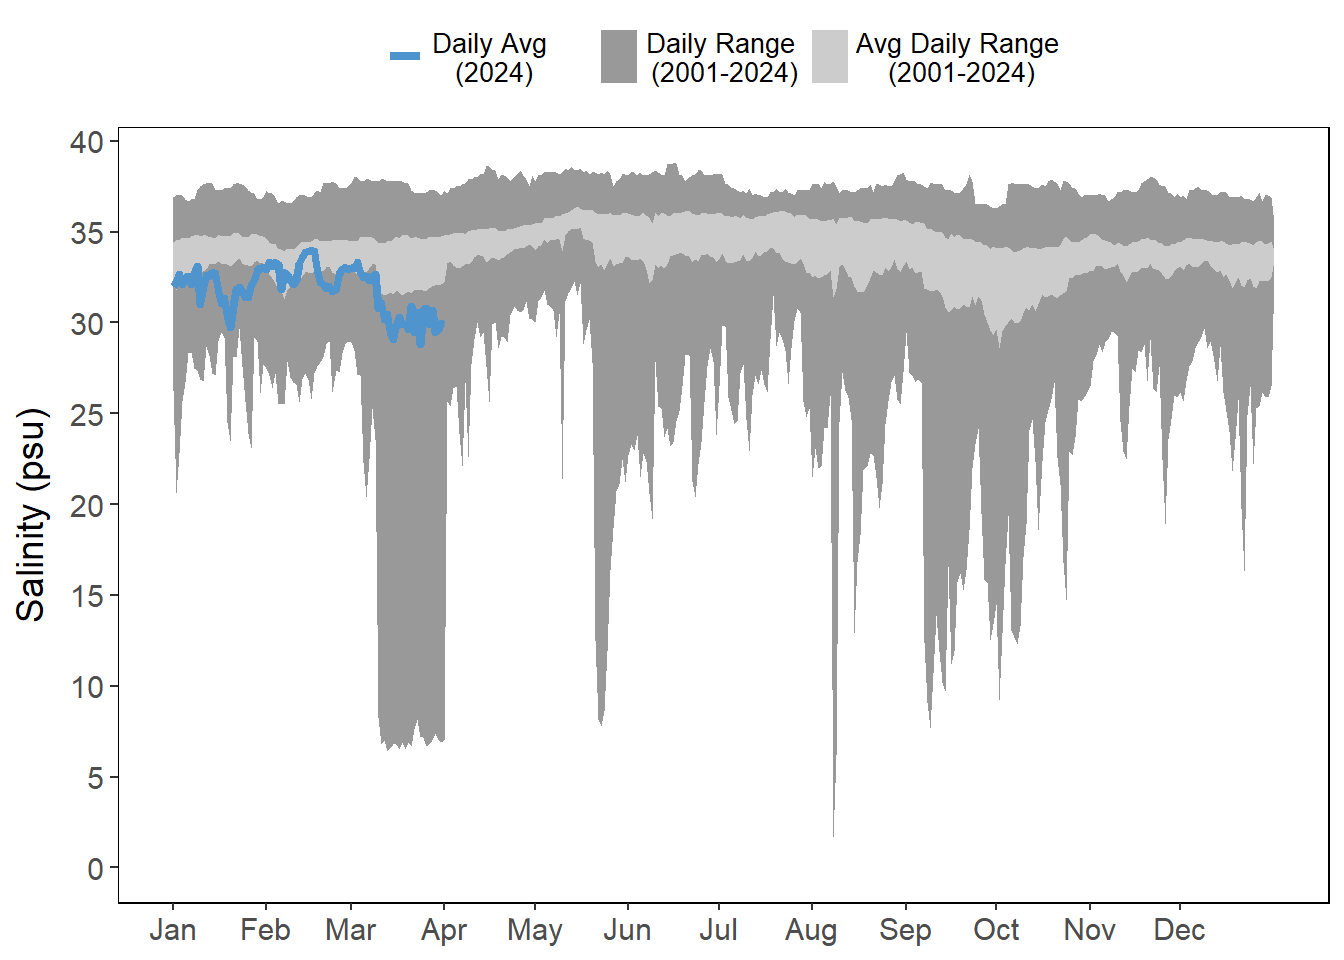 Daily Avg
(2024)
Daily Range
(2001-2024)
Avg Daily Range
(2001-2024)
Salinity (psu)
40
35
30
25
20
15
10
5
0
Jan Feb Mar Apr May Jun Jul Aug Sep Oct Nov Dec